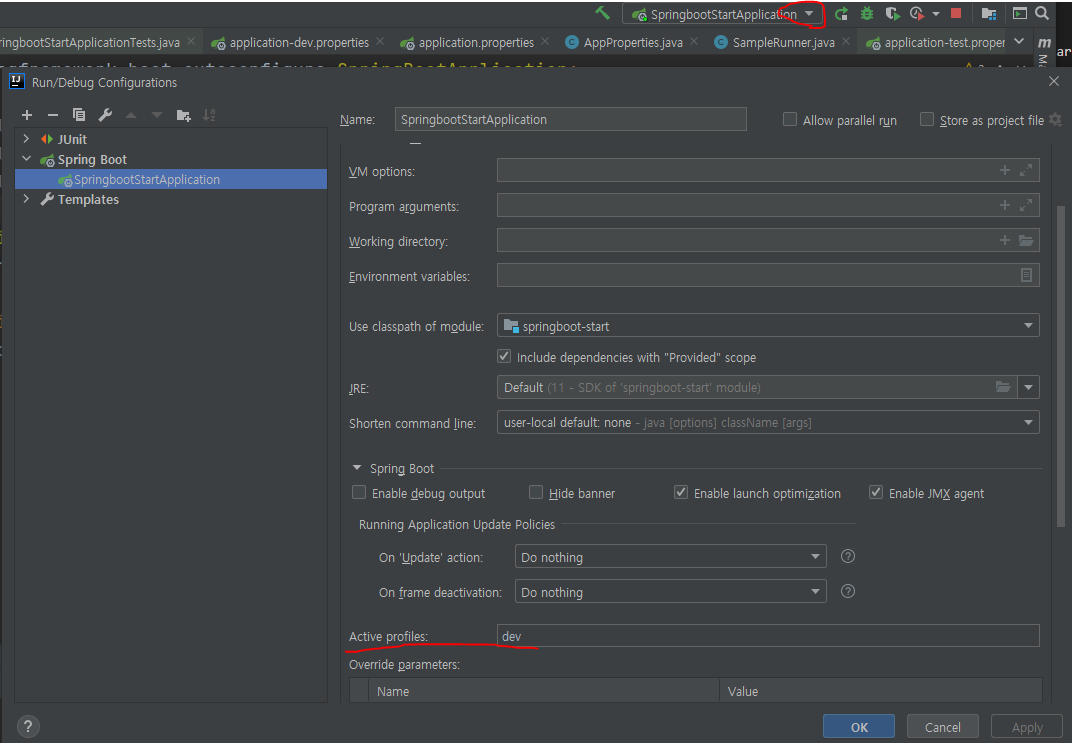 SpringbootStartApplication
ringbootStartApplicationTests.java application-dev.properties application.properties AppProperties.java SampleRunner.java application-test.proper m
Run/Debug Configurations
Name: SpringbootStartApplication Allow parallel run Store as project file
JUnit
Spring Boot
SpringbootStartApplication
Templates
VM options:
Program arguments:
Working directory:
Environment variables:
Use classpath of module: springboot-start
Include dependencies with "Provided" scope
JRE: Default (11 - SDK of 'springboot-start' module)
Shorten command line: user-local default: none - java [options] className [args]
Spring Boot
Enable debug output Hide banner Enable launch optimization Enable JMX agent
Running Application Update Policies
On 'Update' action: Do nothing
On frame deactivation: Do nothing
Active profiles: dev
Override parameters:
Name Value
? OK Cancel Apply